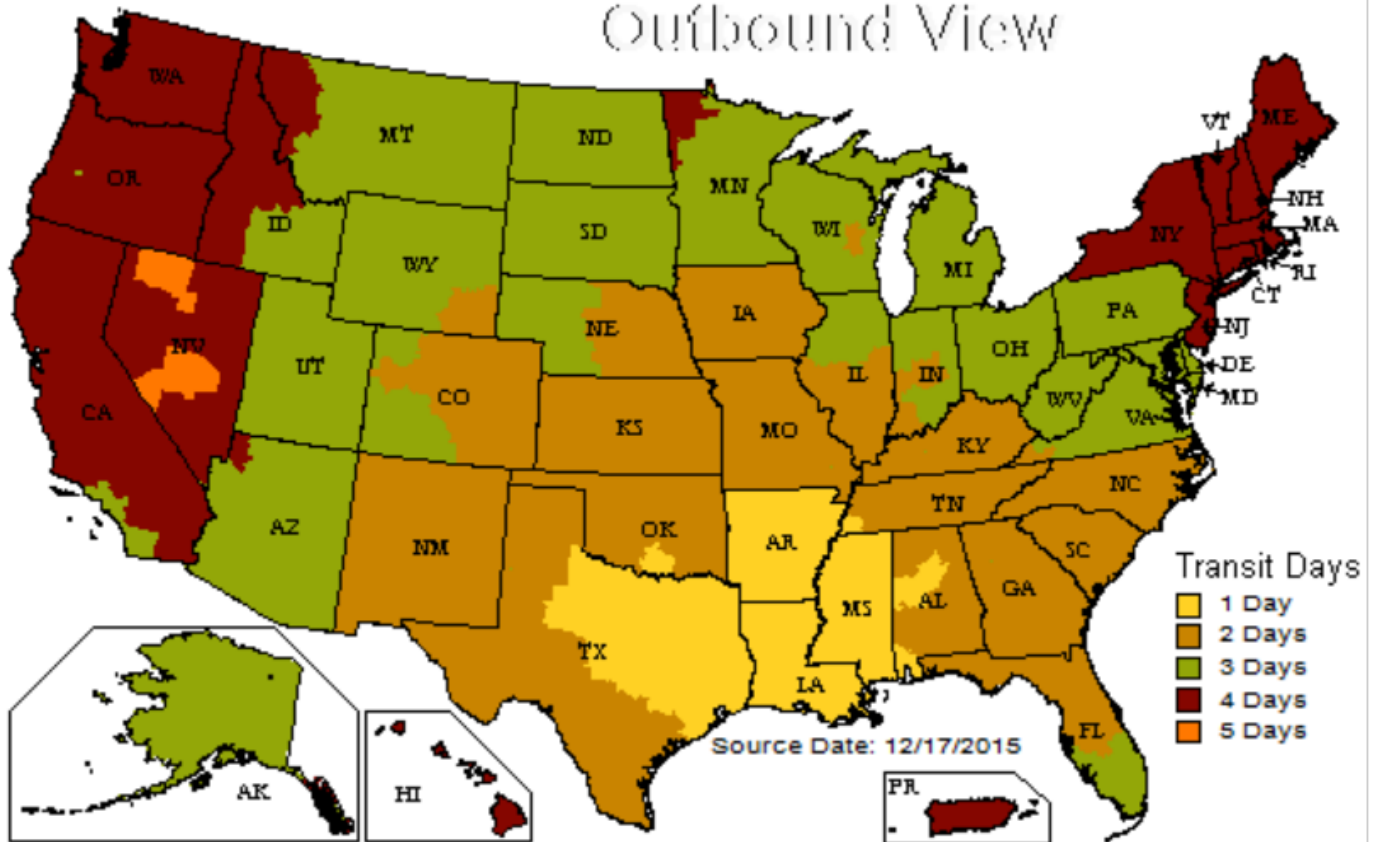 Outbound View
WA
OR
CA
NV
ID
MT
WY
UT
AZ
CO
NM
ND
SD
NE
KS
OK
TX
MN
IA
MO
AR
LA
WI
IL
MI
IN
OH
KY
TN
MS
AL
GA
FL
SC
NC
VA
WV
PA
NY
VT
ME
NH
MA
RI
CT
NJ
DE
MD
AK
HI
PR
Transit Days
1 Day
2 Days
3 Days
4 Days
5 Days
Source Date: 12/17/2015